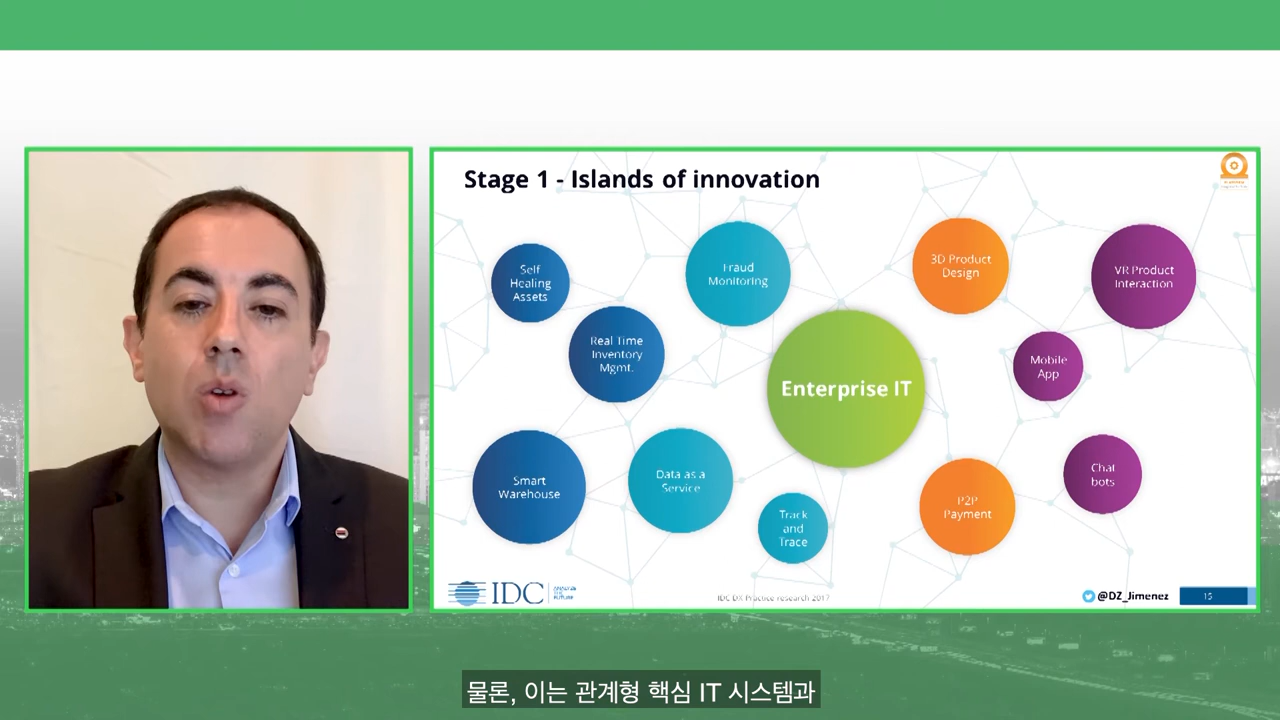 Stage 1 - Islands of innovation
Self
Healing
Assets
Fraud
Monitoring
3D Product
Design
VR Product
Interaction
Real Time
Inventory
Mgmt.
Enterprise IT
Mobile
App
Smart
Warehouse
Data as a
Service
Track
and
Trace
P2P
Payment
Chat
bots
IDC
ANALYZE
THE
FUTURE
IDC DX Practice research 2017
@DZ_Jimenez
15
물론, 이는 관계형 핵심 IT 시스템과